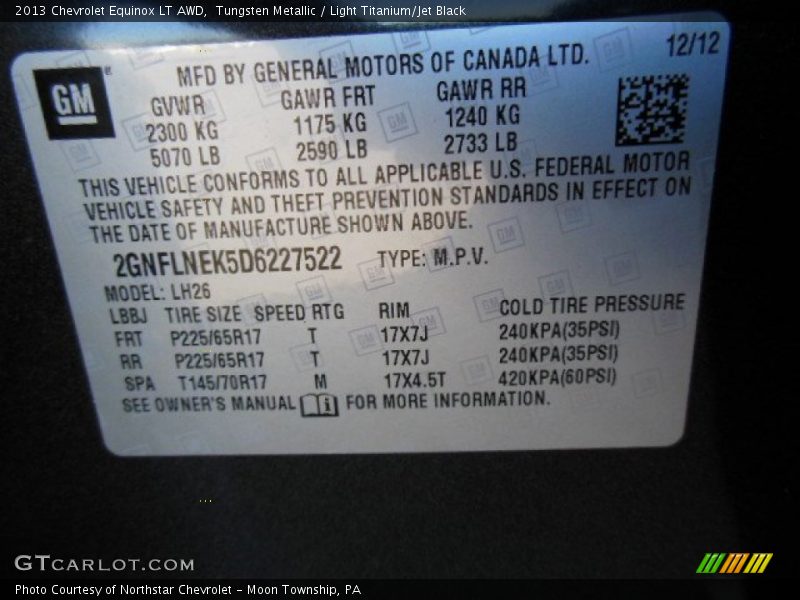 2013 Chevrolet Equinox LT AWD,  Tungsten Metallic / Light Titanium/Jet Black
12/12
GM
MFD BY GENERAL MOTORS OF CANADA LTD.
GVWR GAWR FRT GAWR RR
2300 KG 1175 KG 1240 KG
5070 LB 2590 LB 2733 LB
THIS VEHICLE CONFORMS TO ALL APPLICABLE U.S. FEDERAL MOTOR
VEHICLE SAFETY AND THEFT PREVENTION STANDARDS IN EFFECT ON
THE DATE OF MANUFACTURE SHOWN ABOVE.
2GNFLNEK5D6227522 TYPE: M.P.V.
MODEL: LH26
LBBJ TIRE SIZE SPEED RTG RIM COLD TIRE PRESSURE
FRT P225/65R17 T 17X7J 240KPA(35PSI)
RR P225/65R17 T 17X7J 240KPA(35PSI)
SPA T145/70R17 M 17X4.5T 420KPA(60PSI)
SEE OWNER'S MANUAL i FOR MORE INFORMATION.
GTCARLOT.COM
Photo Courtesy of Northstar Chevrolet - Moon Township, PA